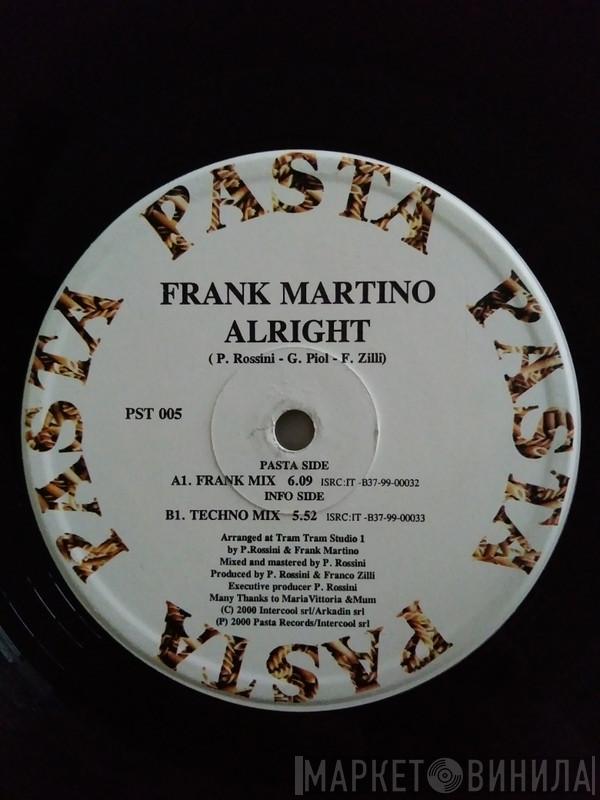 PASTA
PASTA
PASTA
PASTA
FRANK MARTINO
ALRIGHT
( P. Rossini - G. Piol - F. Zilli)
PST 005
PASTA SIDE
A1. FRANK MIX 6.09 ISRC:IT -B37-99-00032
INFO SIDE
B1. TECHNO MIX 5.52 ISRC:IT -B37-99-00033
Arranged at Tram Tram Studio 1
by P.Rossini & Frank Martino
Mixed and mastered by P. Rossini
Produced by P. Rossini & Franco Zilli
Executive producer P. Rossini
Many Thanks to MariaVittoria &Mum
(C) 2000 Intercool srl/Arkadin srl
(P) 2000 Pasta Records/Intercool srl
МАРКЕТ ВИНИЛА